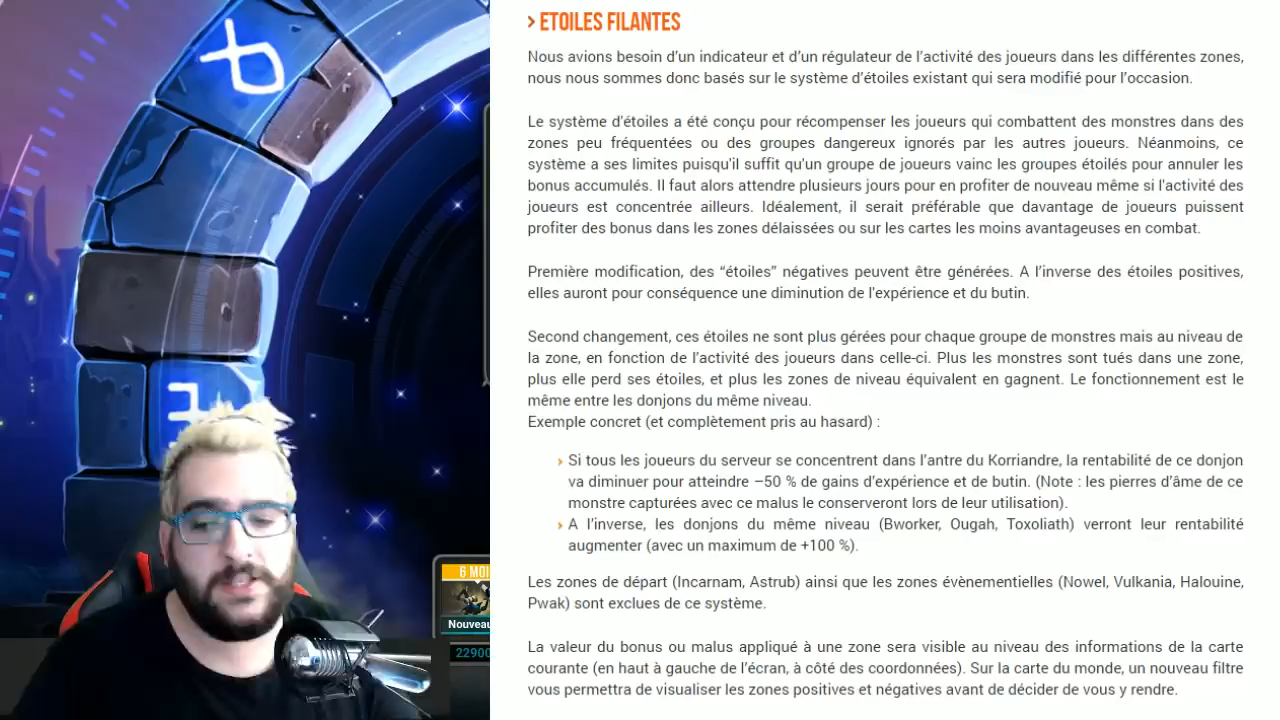 > ETOILES FILANTES
Nous avions besoin d’un indicateur et d’un régulateur de l’activité des joueurs dans les différentes zones,
nous nous sommes donc basés sur le système d’étoiles existant qui sera modifié pour l’occasion.
Le système d’étoiles a été conçu pour récompenser les joueurs qui combattent des monstres dans des
zones peu fréquentées ou des groupes dangereux ignorés par les autres joueurs. Néanmoins, ce
système a ses limites puisqu'il suffit qu'un groupe de joueurs vainc les groupes étoilés pour annuler les
bonus accumulés. Il faut alors attendre plusieurs jours pour en profiter de nouveau même si l'activité des
joueurs est concentrée ailleurs. Idéalement, il serait préférable que davantage de joueurs puissent
profiter des bonus dans les zones délaissées ou sur les cartes les moins avantageuses en combat.
Première modification, des “étoiles” négatives peuvent être générées. A l’inverse des étoiles positives,
elles auront pour conséquence une diminution de l’expérience et du butin.
Second changement, ces étoiles ne sont plus gérées pour chaque groupe de monstres mais au niveau de
la zone, en fonction de l’activité des joueurs dans celle-ci. Plus les monstres sont tués dans une zone,
plus elle perd ses étoiles, et plus les zones de niveau équivalent en gagnent. Le fonctionnement est le
même entre les donjons du même niveau.
Exemple concret (et complètement pris au hasard) :
> Si tous les joueurs du serveur se concentrent dans l’antre du Korriandre, la rentabilité de ce donjon
va diminuer pour atteindre –50 % de gains d’expérience et de butin. (Note : les pierres d’âme de ce
monstre capturées avec ce malus le conserveront lors de leur utilisation).
> A l’inverse, les donjons du même niveau (Bworker, Ougah, Toxoliath) verront leur rentabilité
augmenter (avec un maximum de +100 %).
Les zones de départ (Incarnam, Astrub) ainsi que les zones évènementielles (Nowel, Vulkania, Halouine,
Pwak) sont exclues de ce système.
La valeur du bonus ou malus appliqué à une zone sera visible au niveau des informations de la carte
courante (en haut à gauche de l’écran, à côté des coordonnées). Sur la carte du monde, un nouveau filtre
vous permettra de visualiser les zones positives et négatives avant de décider de vous y rendre.
6 MOI
Nouveau
22900